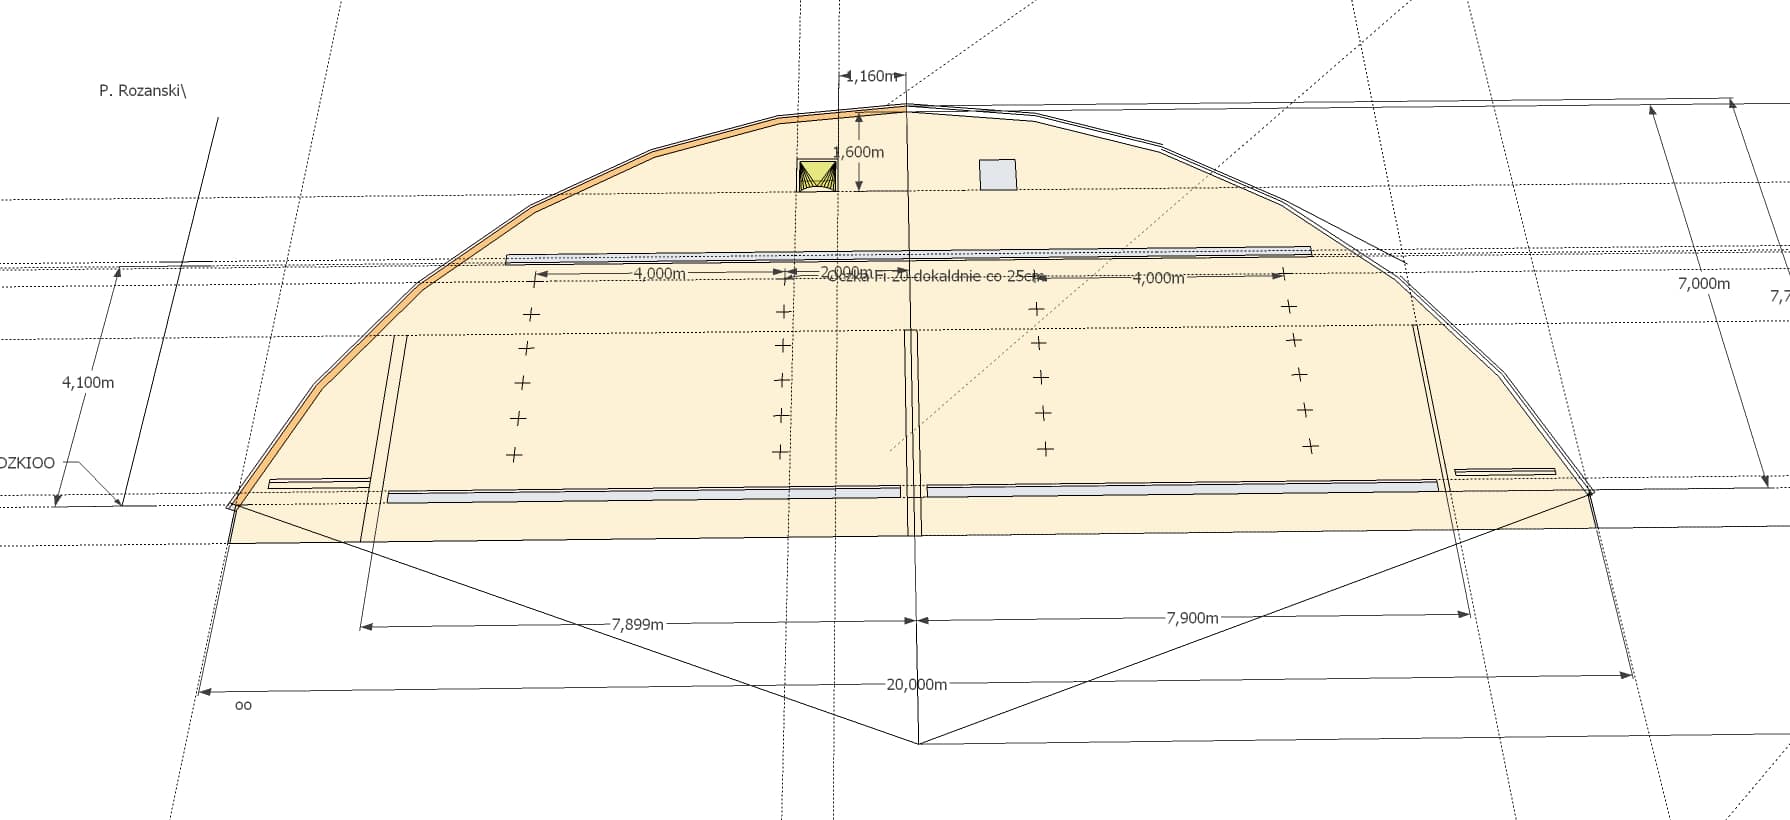 1,160m
P. Rozanski\
1,600m
4,000m
2,000m
Oczka Fi 20 dokaldnie co 25cm
4,000m
7,000m
7,7
4,100m
DZKIOO
7,899m
7,900m
20,000m
oo